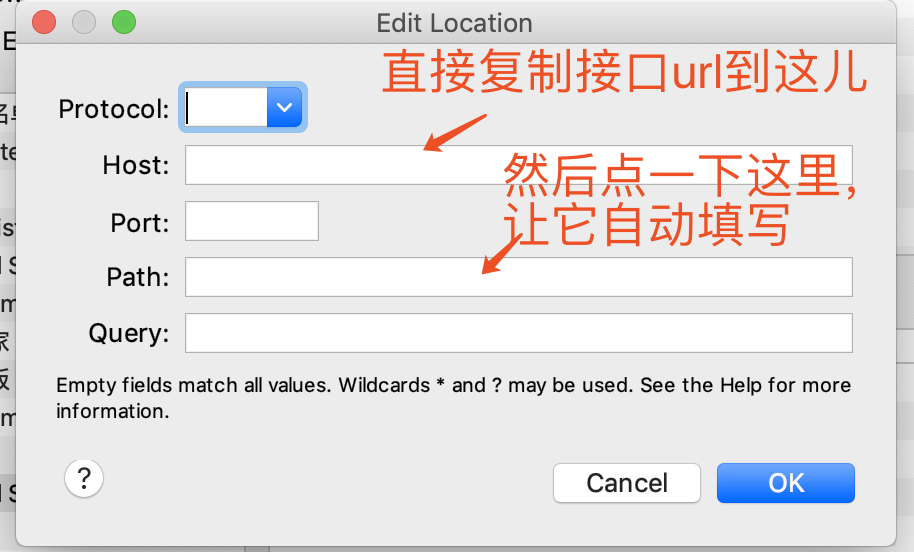 Edit Location
直接复制接口url到这儿
Protocol:
Host:
然后点一下这里，
让它自动填写
Port:
Path:
Query:
Empty fields match all values. Wildcards * and ? may be used. See the Help for more
information.
?
Cancel
OK